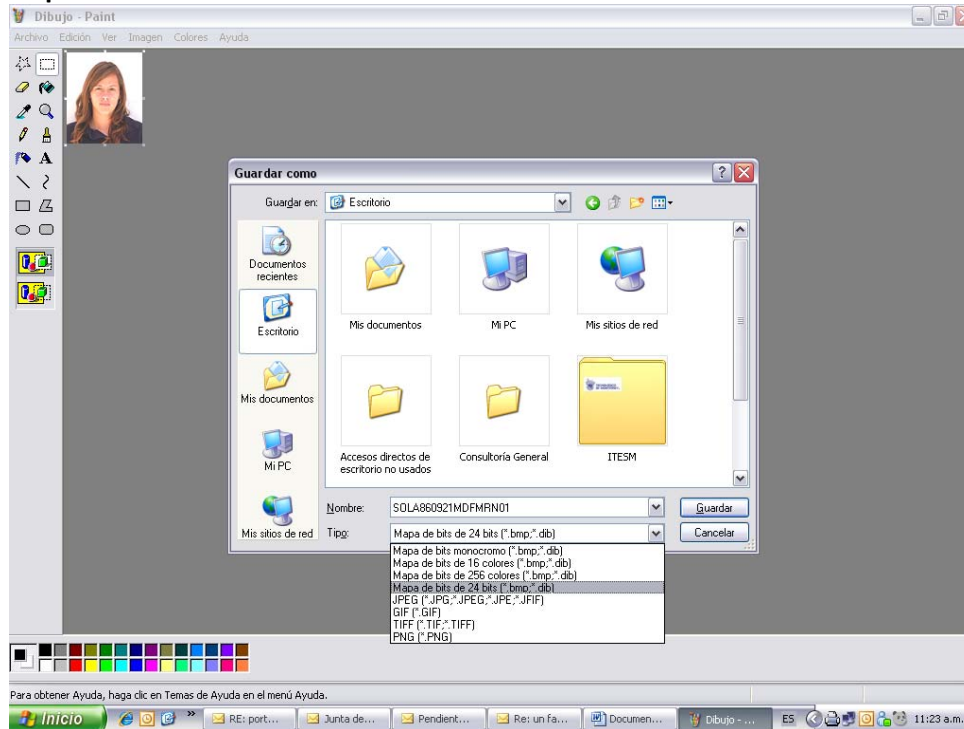 Dibujo - Paint
Archivo Edición Ver Imagen Colores Ayuda
Guardar como
Guardar en: Escritorio
Documentos recientes
Escritorio
Mis documentos
Mi PC
Mis sitios de red
Mis documentos
Mi PC
Mis sitios de red
Accesos directos de
escritorio no usados
Consultoría General
ITESM
Nombre: SOLA860921MDFMRN01
Guardar
Tipo: Mapa de bits de 24 bits (*.bmp;*.dib)
Cancelar
Mapa de bits monocromo (*.bmp;*.dib)
Mapa de bits de 16 colores (*.bmp;*.dib)
Mapa de bits de 256 colores (*.bmp;*.dib)
Mapa de bits de 24 bits (*.bmp;*.dib)
JPEG (*.JPG;*.JPEG;*.JPE;*.JFIF)
GIF (*.GIF)
TIFF (*.TIF;*.TIFF)
PNG (*.PNG)
Para obtener Ayuda, haga clic en Temas de Ayuda en el menú Ayuda.
Inicio » RE: port... Junta de... Pendient... Re: un fa... Documen... Dibujo - ... ES 11:23 a.m.